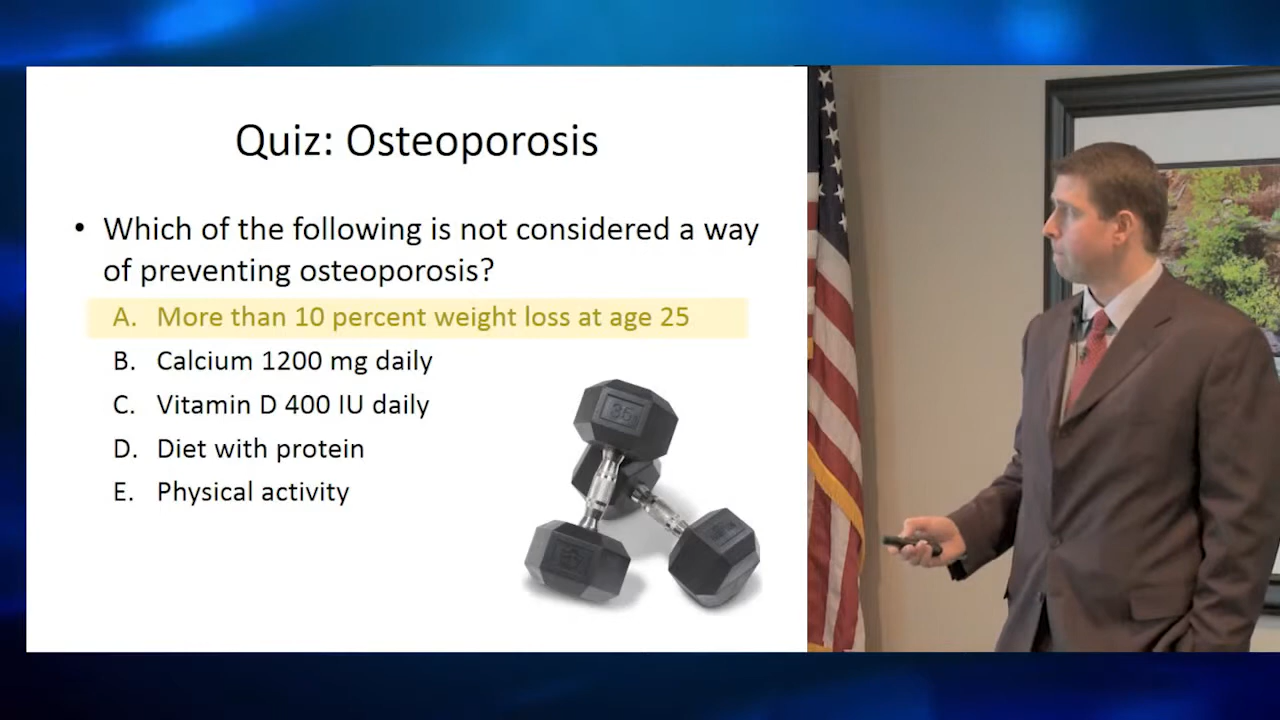 Quiz: Osteoporosis
• Which of the following is not considered a way
of preventing osteoporosis?
A. More than 10 percent weight loss at age 25
B. Calcium 1200 mg daily
C. Vitamin D 400 IU daily
D. Diet with protein
E. Physical activity